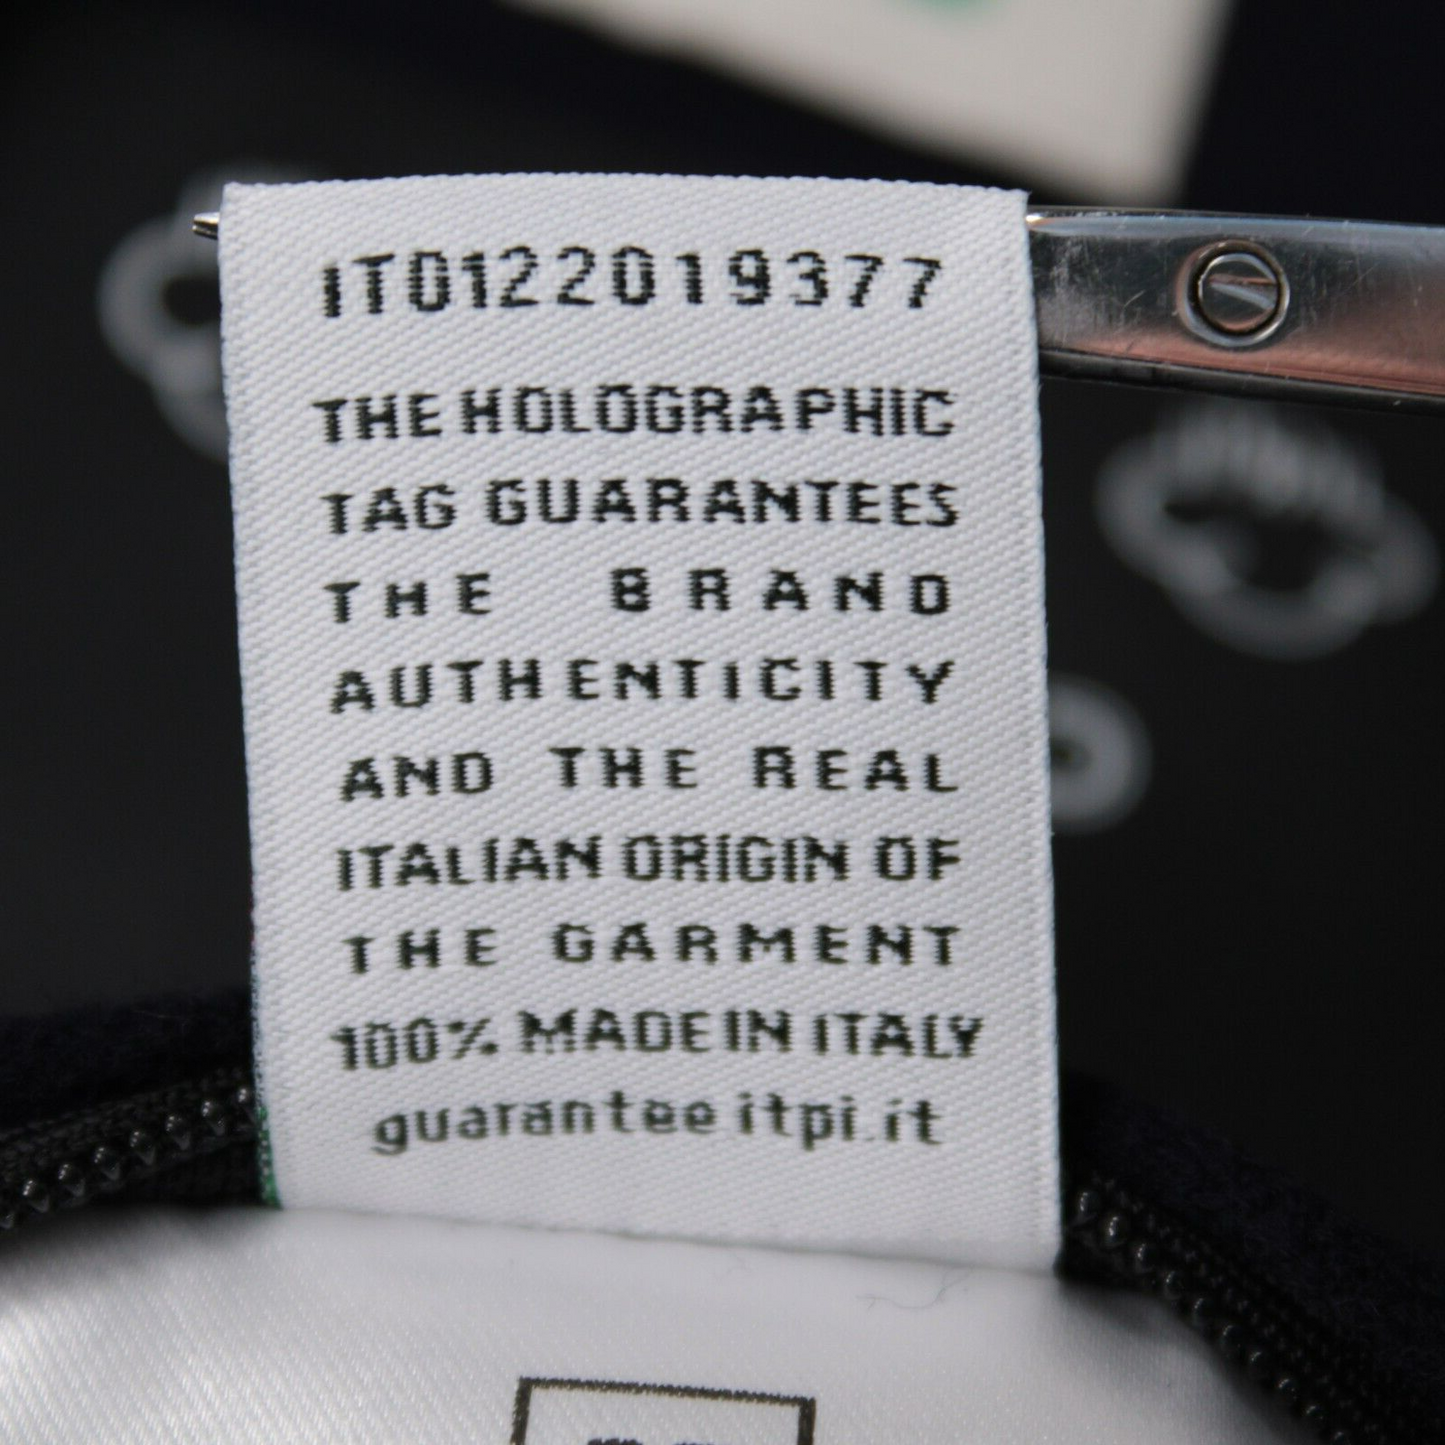 IT0122019377
THE HOLOGRAPHIC
TAG GUARANTEES
THE BRAND
AUTHENTICITY
AND THE REAL
ITALIAN ORIGIN OF
THE GARMENT
100% MADE IN ITALY
guarantee itpi.it